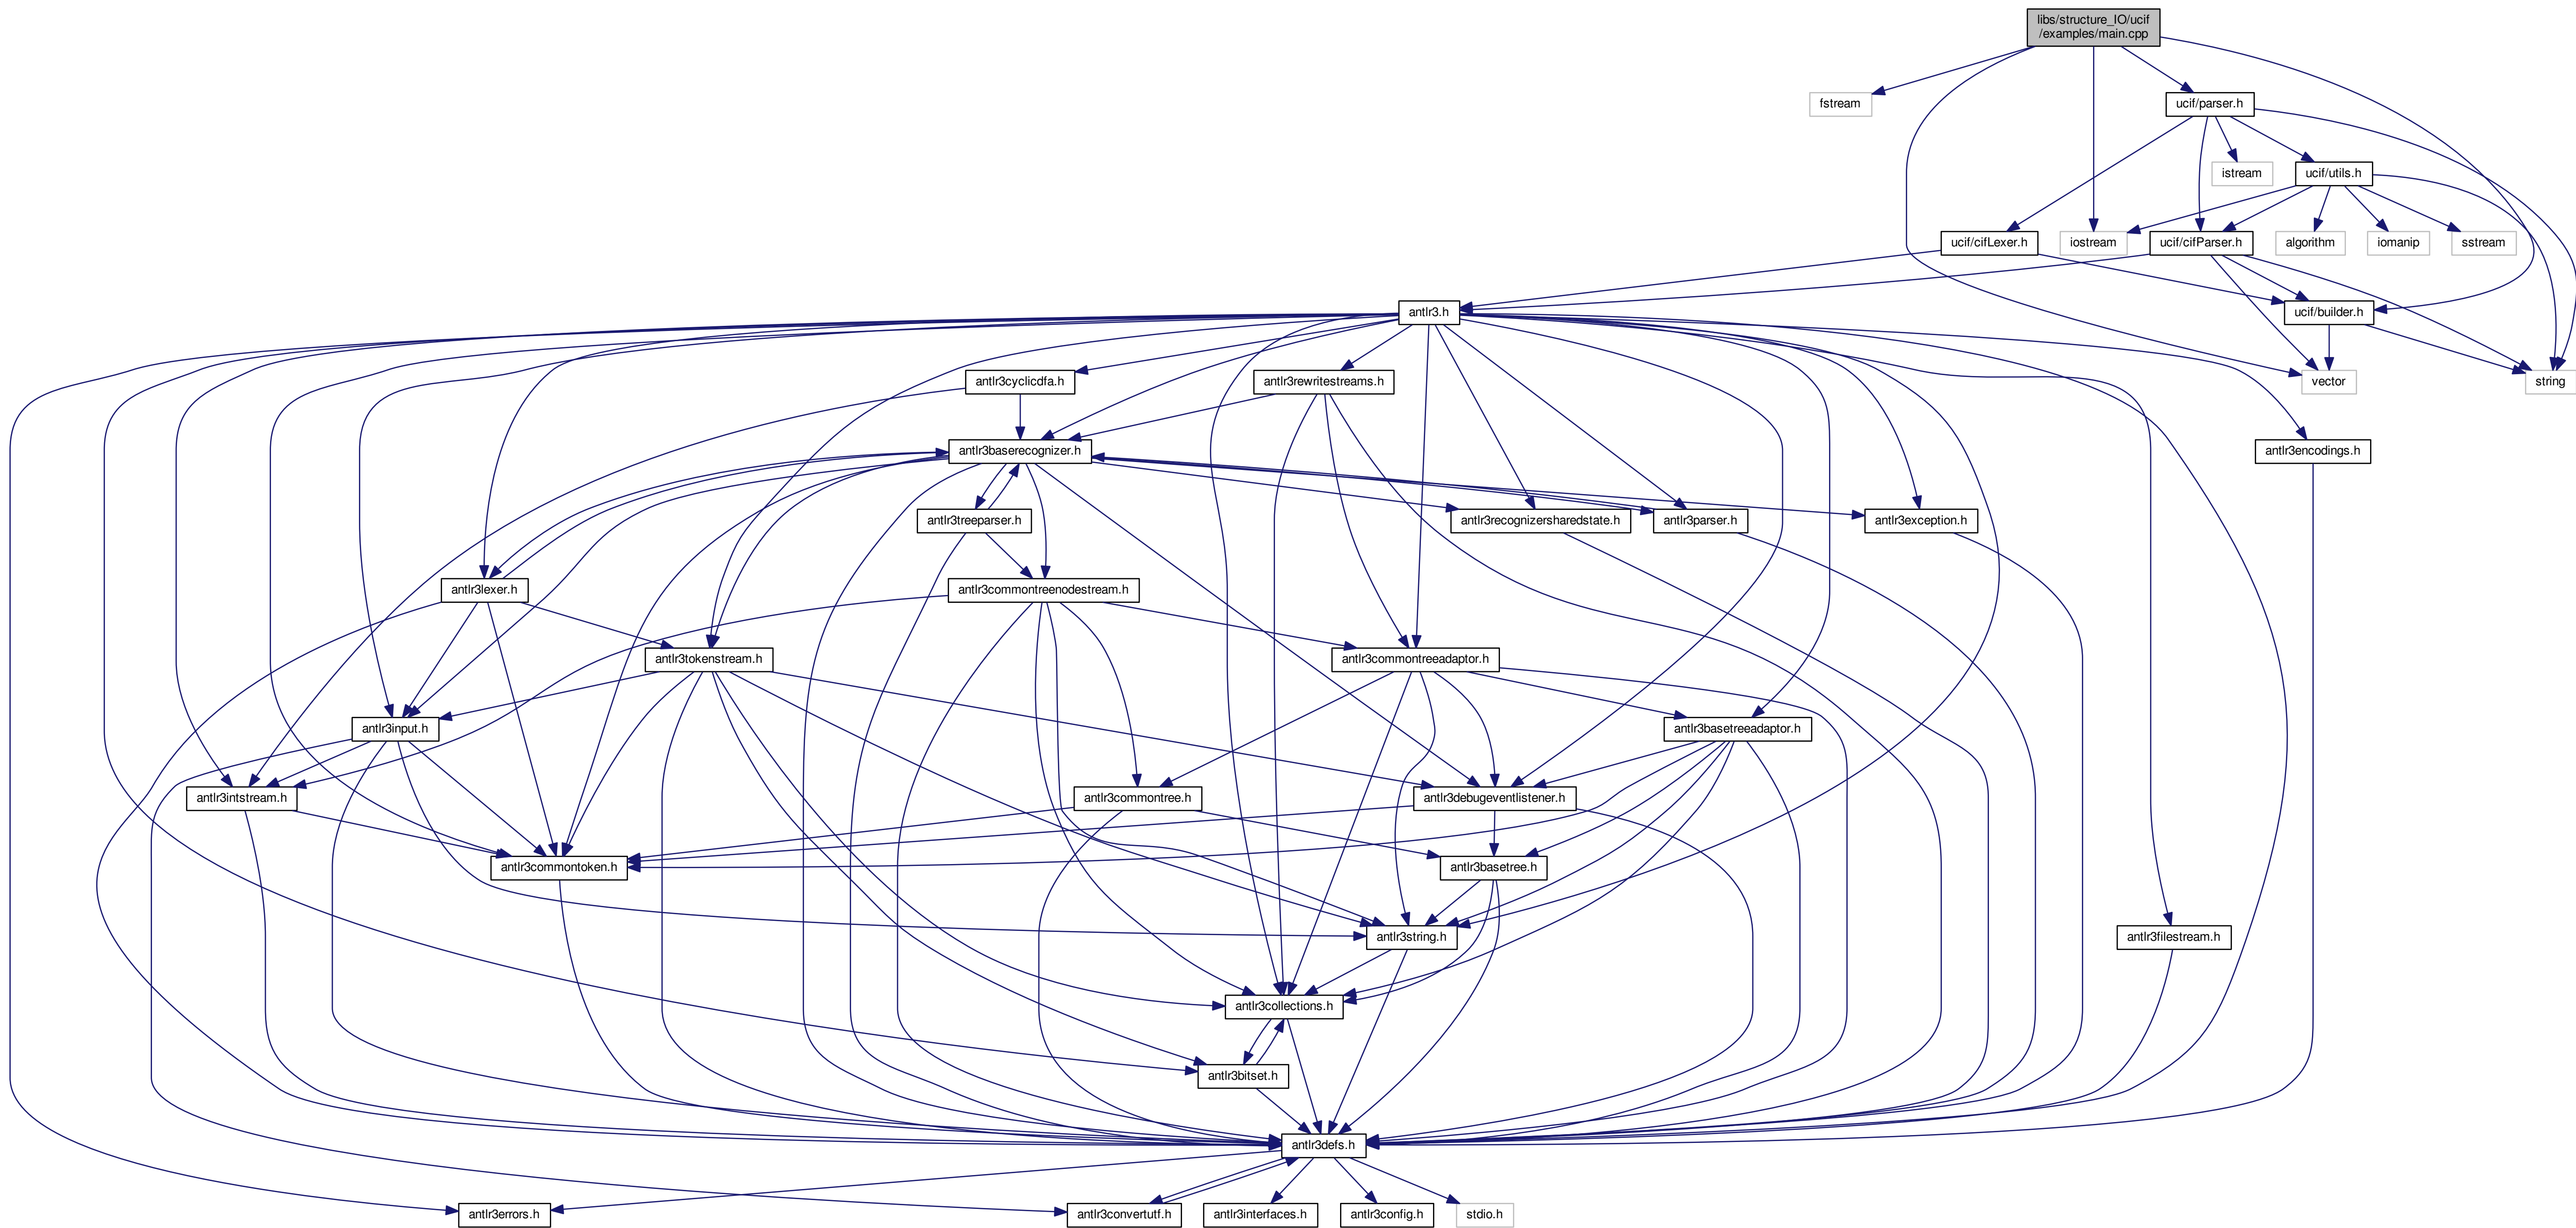 libs/structure_IO/ucif
/examples/main.cpp
fstream
ucif/parser.h
istream
ucif/utils.h
ucif/cifLexer.h
iostream
ucif/cifParser.h
algorithm
iomanip
sstream
antlr3.h
ucif/builder.h
antlr3cyclicdfa.h
antlr3rewritestreams.h
vector
string
antlr3baserecognizer.h
antlr3encodings.h
antlr3treeparser.h
antlr3recognizersharedstate.h
antlr3parser.h
antlr3exception.h
antlr3lexer.h
antlr3commontreenodestream.h
antlr3tokenstream.h
antlr3commontreeadaptor.h
antlr3input.h
antlr3basetreeadaptor.h
antlr3intstream.h
antlr3commontree.h
antlr3debugeventlistener.h
antlr3commontoken.h
antlr3basetree.h
antlr3string.h
antlr3filestream.h
antlr3collections.h
antlr3bitset.h
antlr3defs.h
antlr3errors.h
antlr3convertutf.h
antlr3interfaces.h
antlr3config.h
stdio.h